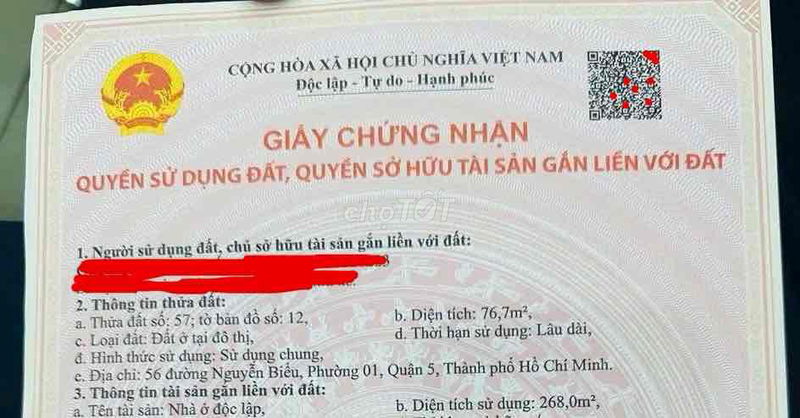 CỘNG HÒA XÃ HỘI CHỦ NGHĨA VIỆT NAM
Độc lập - Tự do - Hạnh phúc
GIẤY CHỨNG NHẬN
QUYỀN SỬ DỤNG ĐẤT, QUYỀN SỞ HỮU TÀI SẢN GẮN LIỀN VỚI ĐẤT
choTỐT
1. Người sử dụng đất, chủ sở hữu tài sản gắn liền với đất:
2. Thông tin thửa đất:
a. Thửa đất số: 57; tờ bản đồ số: 12, b. Diện tích: 76,7m²,
c. Loại đất: Đất ở tại đô thị, d. Thời hạn sử dụng: Lâu dài,
đ. Hình thức sử dụng: Sử dụng chung,
e. Địa chỉ: 56 đường Nguyễn Biểu, Phường 01, Quận 5, Thành phố Hồ Chí Minh.
3. Thông tin tài sản gắn liền với đất:
a. Tên tài sản: Nhà ở độc lập, b. Diện tích sử dụng: 268,0m²,